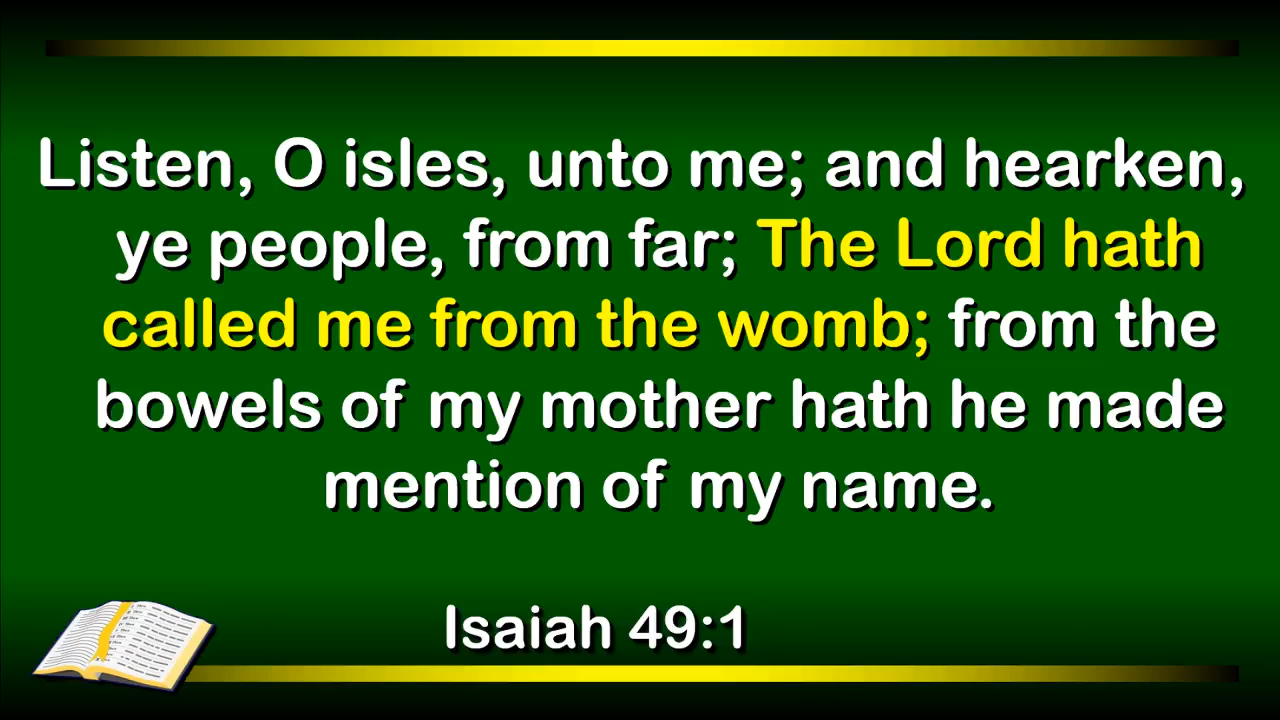 Listen, O isles, unto me; and hearken,
ye people, from far; The Lord hath
called me from the womb; from the
bowels of my mother hath he made
mention of my name.
Isaiah 49:1